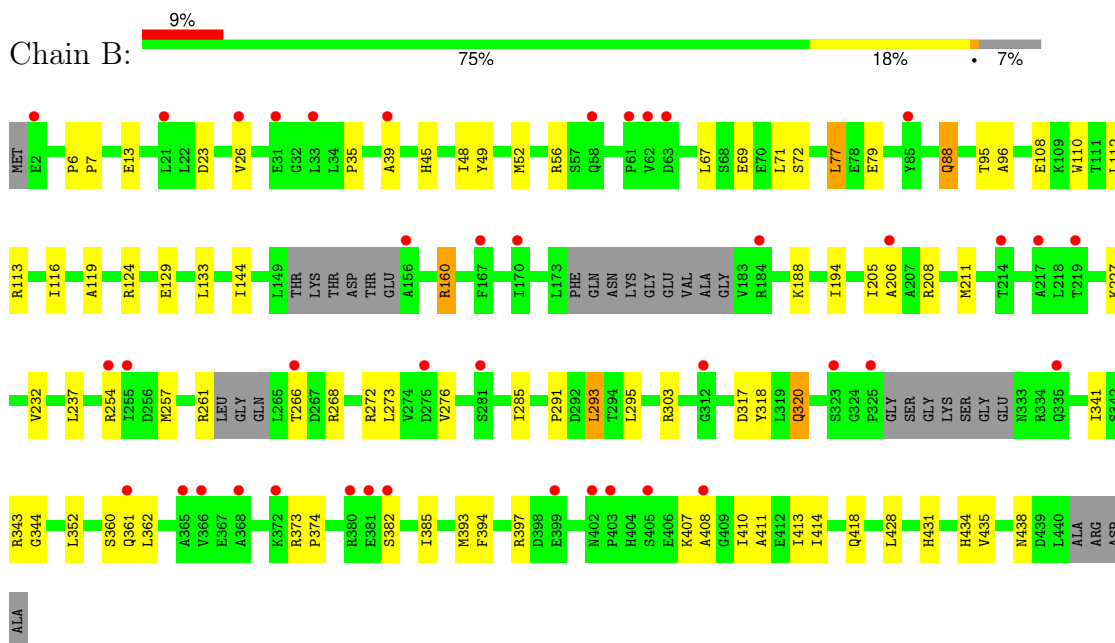 9%
Chain B:
75% 18% • 7%
MET E2 P6 P7 E13 L21 L22 D23 V26 E31 G32 L33 L34 P35 A39 H45 I48 Y49 M52 R56 S57 Q58 P61 V62 D63 L67 S68 E69 E70 L71 S72 L77 E78 E79 Y85 Q88 T95 A96 E108 K109 W110 T111 L112
R113 I116 A119 R124 E129 L133 I144 L149 THR LYS THR ASP THR GLU A156 R160 F167 I170 L173 PHE GLN ASN LYS GLY GLU VAL ALA GLY V183 R184 K188 I194 I205 A206 A207 R208 M211 T214 A217 L218 T219 K227
V232 L237 R254 I255 D256 M257 R261 LEU GLY GLN L265 T266 D267 R268 R272 L273 V274 D275 V276 S281 I285 P291 D292 L293 T294 L295 R303 G312 D317 Y318 L319 Q320 S323 G324 P325 GLY SER GLY LYS SER GLY GLU N333 R334 Q335 I341 S342
R343 G344 L352 S360 Q361 L362 A365 V366 E367 A368 K372 R373 P374 R380 E381 S382 I385 M393 F394 R397 D398 E399 N402 P403 H404 S405 E406 K407 A408 G409 I410 A411 E412 I413 I414 Q418 L428 H431 H434 V435 N438 D439 L440 ALA ARG ASP
ALA